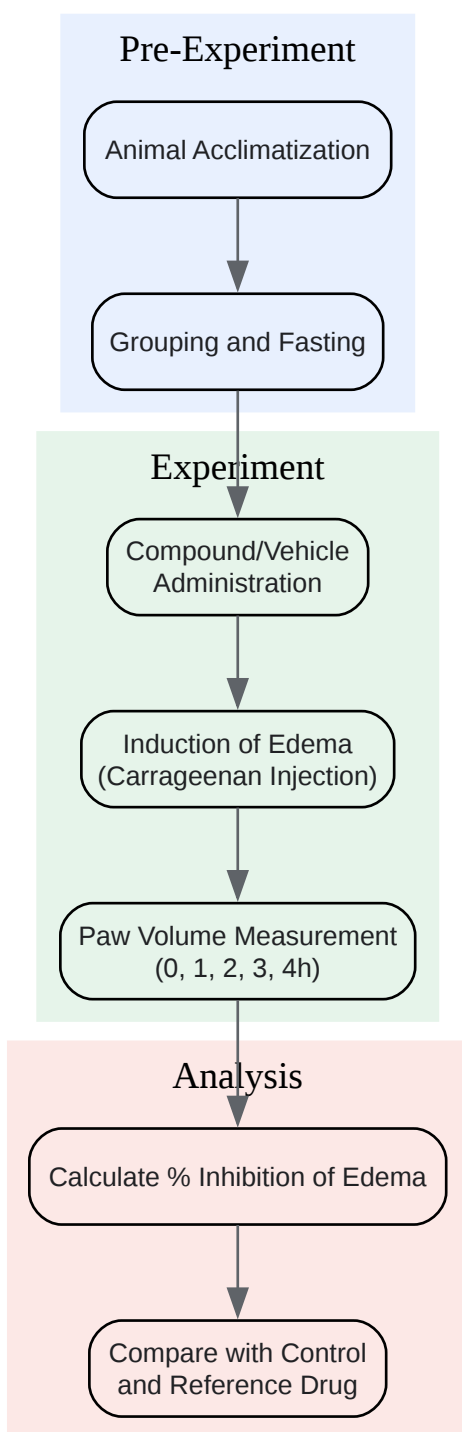 Pre-Experiment
Animal Acclimatization
Grouping and Fasting
Experiment
Compound/Vehicle
Administration
Induction of Edema
(Carrageenan Injection)
Paw Volume Measurement
(0, 1, 2, 3, 4h)
Analysis
Calculate % Inhibition of Edema
Compare with Control
and Reference Drug